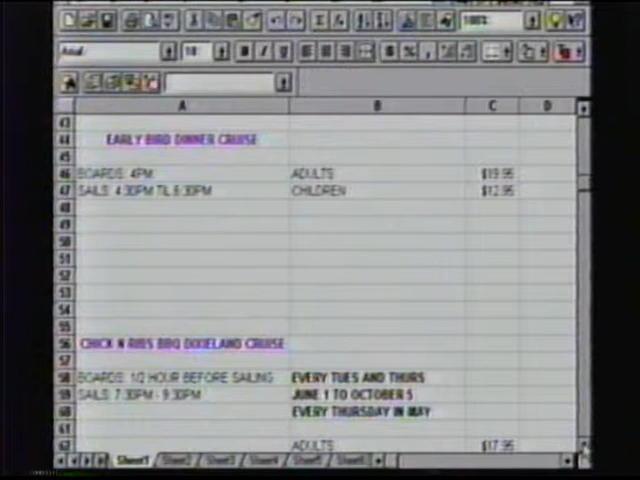 Arial 10 B I U $ % , 100%
A B C D
43
44 EARLY BIRD DINNER CRUISE
45
46 BOARDS: 4PM ADULTS $19.95
47 SAILS: 4:30PM TIL 6:30PM CHILDREN $12.95
48
49
50
51
52
53
54
55
56 CHICK N RIBS BBQ DIXIELAND CRUISE
57
58 BOARDS: 1/2 HOUR BEFORE SAILING EVERY TUES AND THURS
59 SAILS: 7:30PM - 9:30PM JUNE 1 TO OCTOBER 5
60 EVERY THURSDAY IN MAY
61
62 ADULTS $17.95
Sheet1 Sheet2 Sheet3 Sheet4 Sheet5 Sheet6